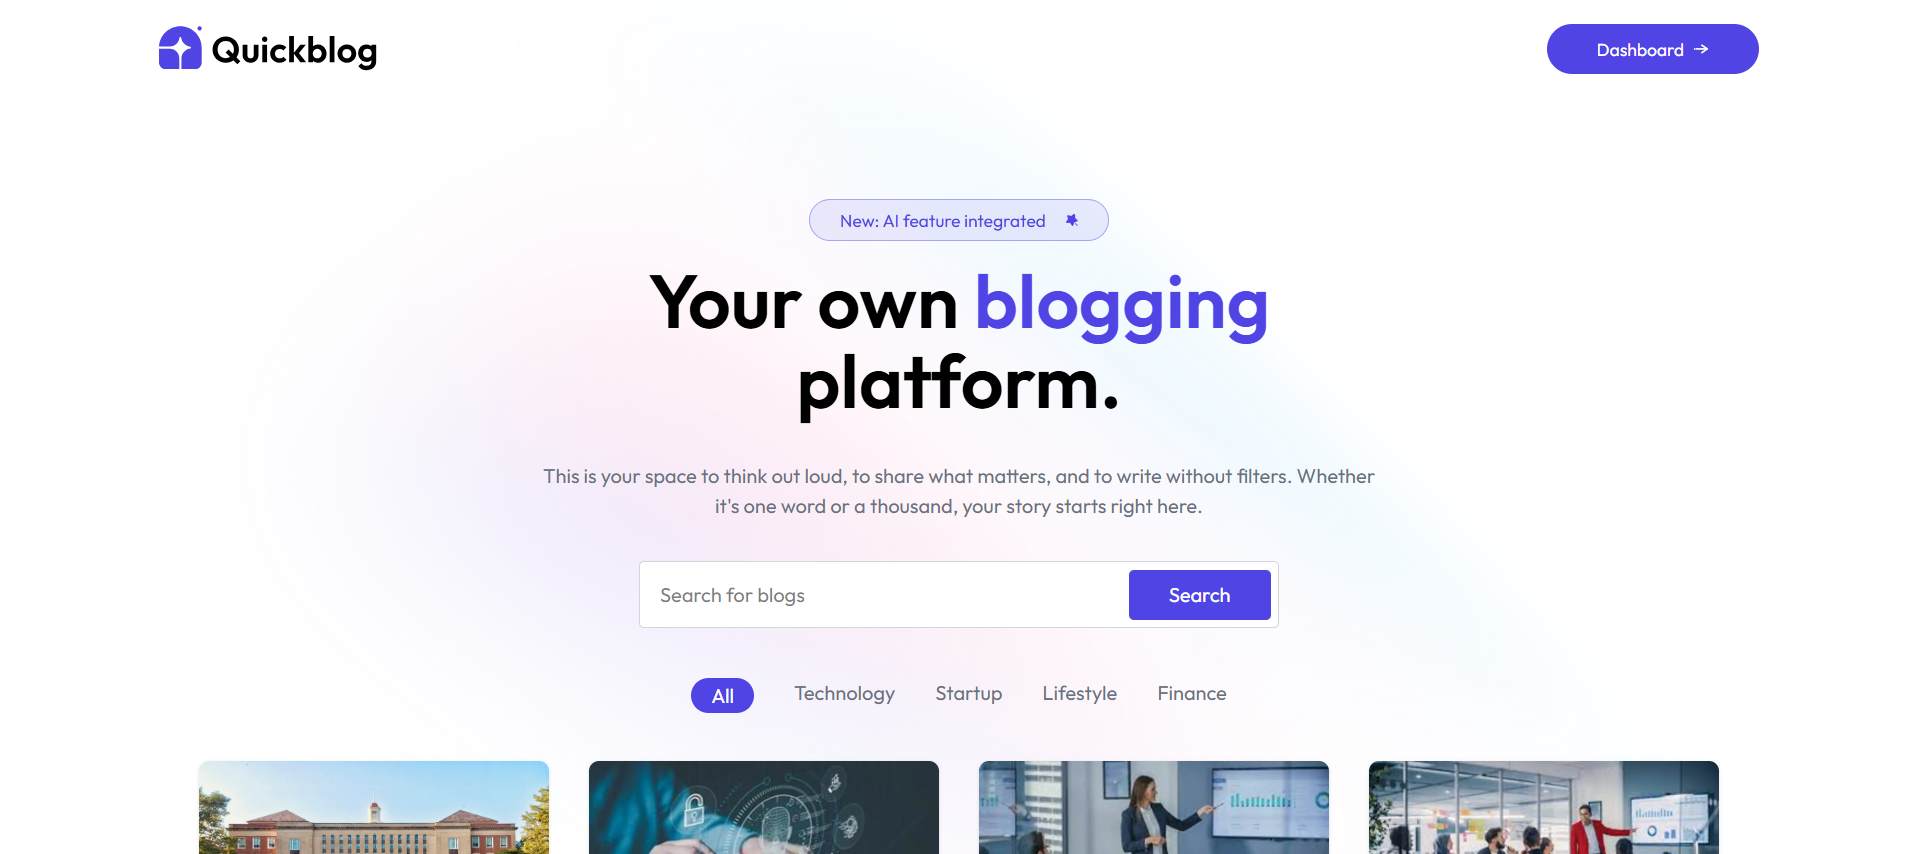 Quickblog
Dashboard →
New: AI feature integrated
Your own blogging
platform.
This is your space to think out loud, to share what matters, and to write without filters. Whether
it's one word or a thousand, your story starts right here.
Search for blogs
Search
All
Technology
Startup
Lifestyle
Finance